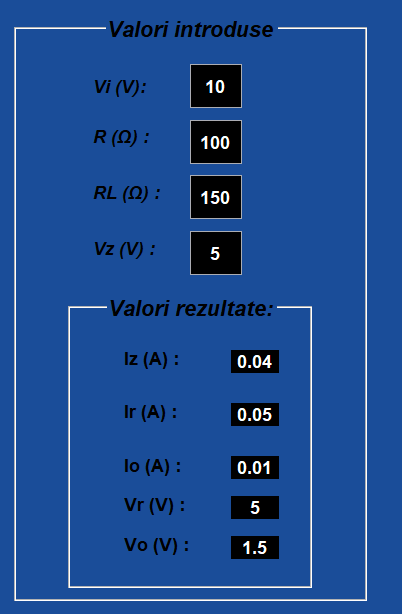 Valori introduse
Vi (V): 10
R (Ω) : 100
RL (Ω) : 150
Vz (V) : 5
Valori rezultate:
Iz (A) : 0.04
Ir (A) : 0.05
Io (A) : 0.01
Vr (V) : 5
Vo (V) : 1.5